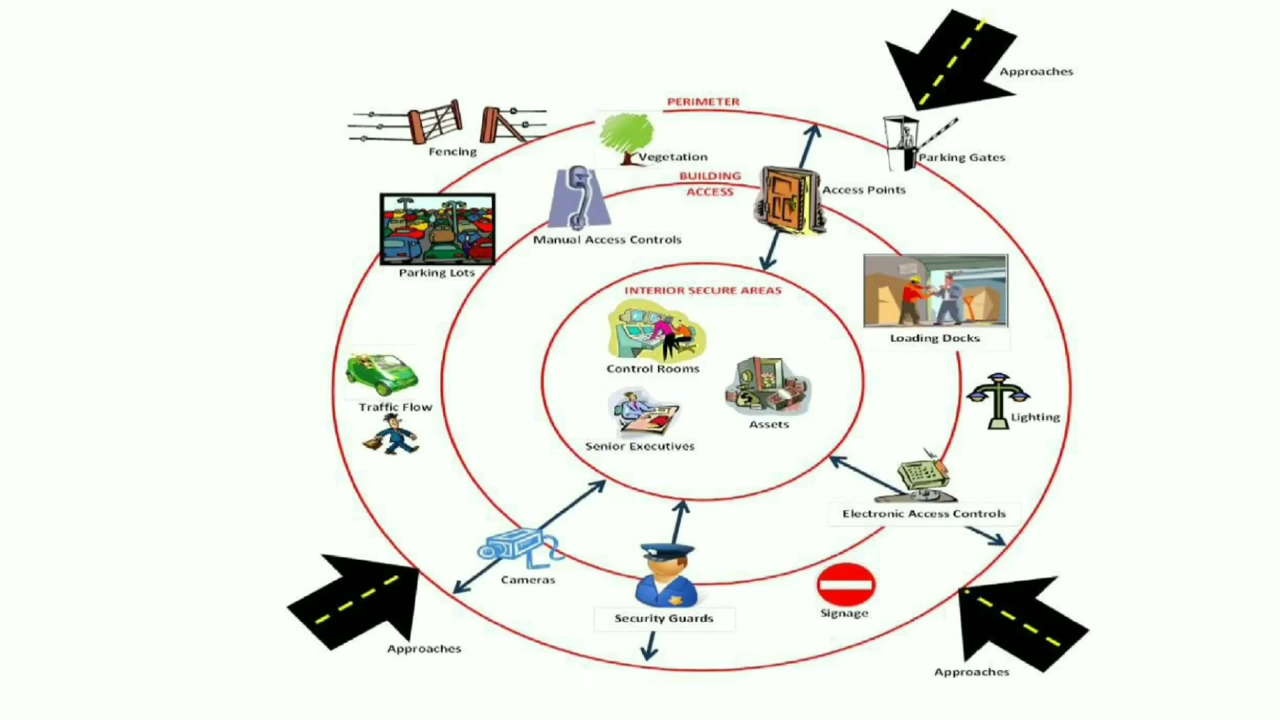 Approaches
PERIMETER
Fencing
Vegetation
Parking Gates
BUILDING
ACCESS
Access Points
Manual Access Controls
Parking Lots
INTERIOR SECURE AREAS
Loading Docks
Control Rooms
Traffic Flow
Lighting
Assets
Senior Executives
Electronic Access Controls
Cameras
Security Guards
Signage
Approaches
Approaches